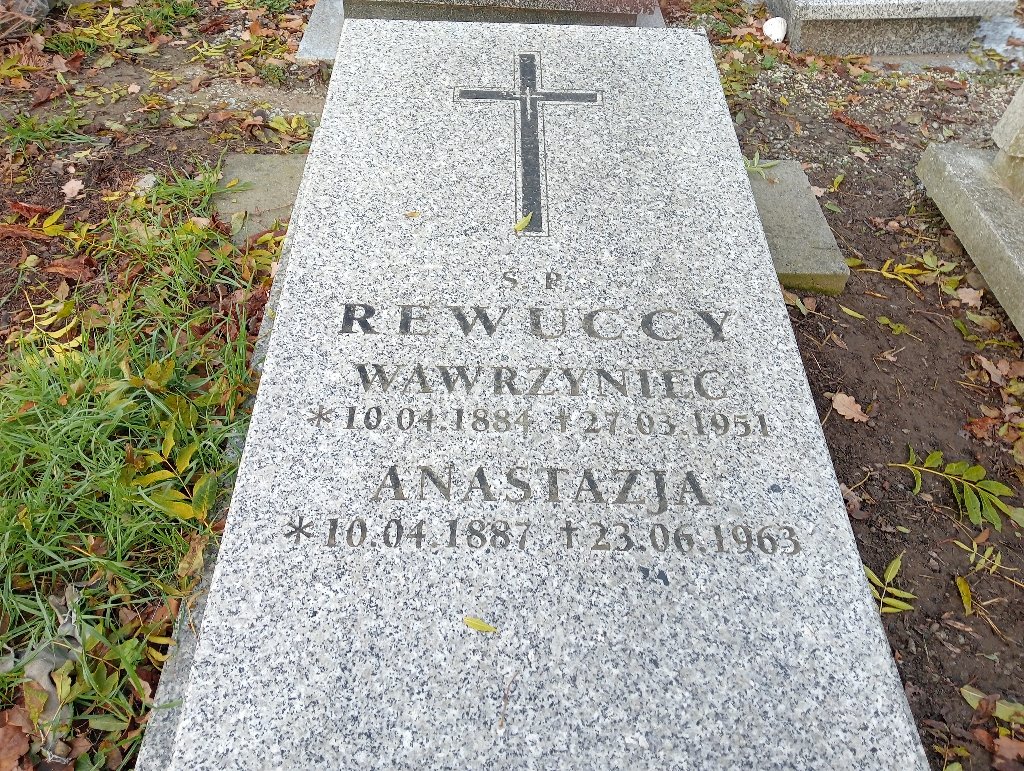 Ś P
REWUCCY
WAWRZYNIEC
*10.04.1884 †27.03.1951
ANASTAZJA
*10.04.1887 †23.06.1963